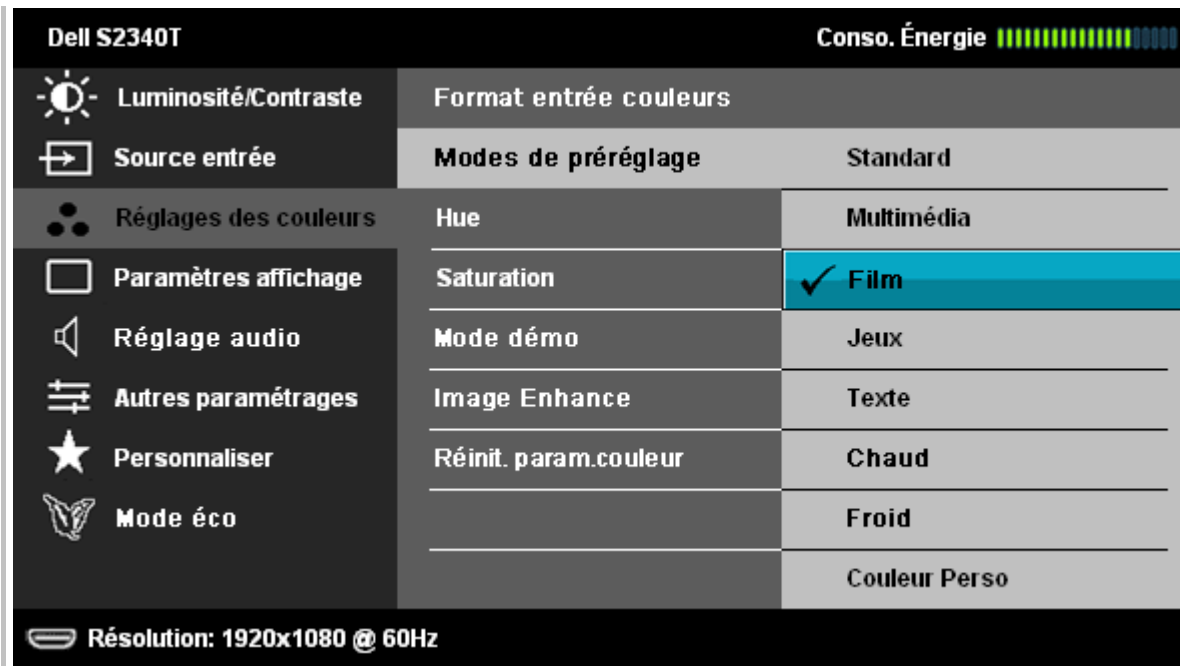 Dell S2340T Conso. Énergie
Luminosité/Contraste Format entrée couleurs
Source entrée Modes de préréglage Standard
Réglages des couleurs Hue Multimédia
Paramètres affichage Saturation Film
Réglage audio Mode démo Jeux
Autres paramétrages Image Enhance Texte
Personnaliser Réinit. param.couleur Chaud
Mode éco Froid
Couleur Perso
Résolution: 1920x1080 @ 60Hz